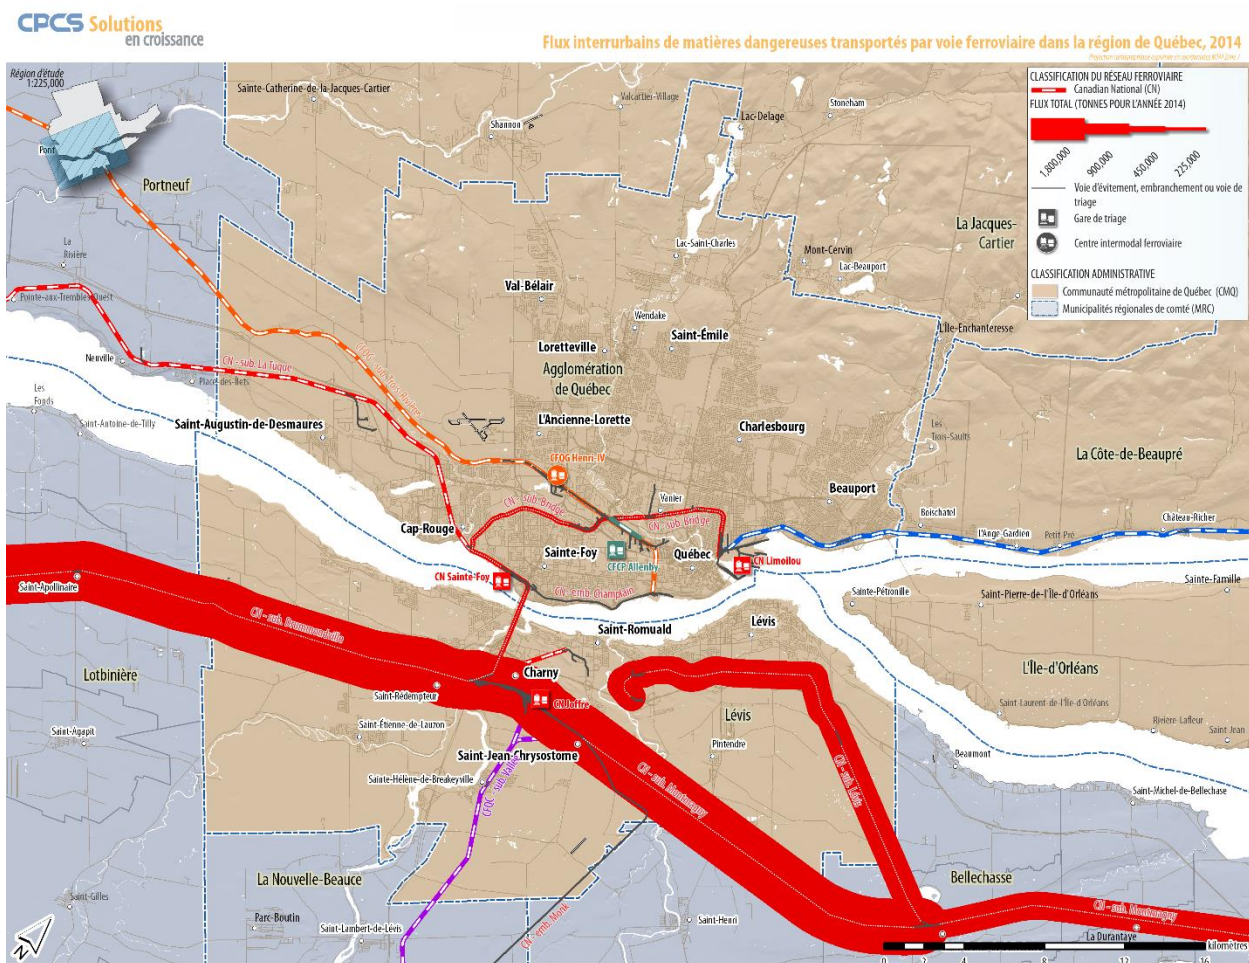 CPCS Solutions
en croissance
Flux interrurbains de matières dangereuses transportés par voie ferroviaire dans la région de Québec, 2014
Région d'étude
1:225,000
Pont
CLASSIFICATION DU RÉSEAU FERROVIAIRE
Canadian National (CN)
FLUX TOTAL (TONNES POUR L'ANNÉE 2014)
1,800,000
900,000
450,000
225,000
Voie d'évitement, embranchement ou voie de
triage
Gare de triage
Centre intermodal ferroviaire
CLASSIFICATION ADMINISTRATIVE
Communauté métropolitaine de Québec (CMQ)
Municipalités régionales de comté (MRC)
Sainte-Catherine-de-la-Jacques-Cartier
Valcartier-Village
Stoneham
Shannon
Lac-Delage
Portneuf
La Jacques-
Cartier
La
Rivière
Lac-Saint-Charles
Mont-Cervin
Lac-Beauport
Pointe-aux-Trembles Ouest
Val-Bélair
Wendake
Saint-Émile
L'Île-Enchanteresse
Loretteville
Neuville
CN - sub. La Tuque
Agglomération
de Québec
Place-des-Ilets
Les
Fonds
Saint-Antoine-de-Tilly
Saint-Augustin-de-Desmaures
L'Ancienne-Lorette
Charlesbourg
Les
Trois-Saults
La Côte-de-Beaupré
CFQG Henri-IV
Beauport
Vanier
CN - sub. Bridge
CN - sub. Bridge
Boischatel
Château-Richer
Cap-Rouge
l'Ange-Gardien
Petit-Pré
Sainte-Foy
CFCP Allenby
Québec
CN Limoilou
CN Sainte-Foy
CN - emb. Champlain
Saint-Apollinaire
Sainte-Famille
Sainte-Pétronille
Saint-Pierre-de-l'Île-d'Orléans
CN - sub. Drummondville
Saint-Romuald
Lévis
Lotbinière
Charny
L'Île-d'Orléans
Saint-Rédempteur
CN Joffre
Saint-Laurent-de-l'Île-d'Orléans
Lévis
Rivière-Lafleur
Saint-Agapit
Saint-Étienne-de-Lauzon
Saint Jean
Pintendre
Saint-Jean-Chrysostome
Beaumont
CN - sub. Montmagny
CN - sub. Lévis
Sainte-Hélène-de-Breakeyville
Saint-Michel-de-Bellechase
La Nouvelle-Beauce
Bellechasse
Saint-Gilles
CN - sub. Montmagny
Parc-Boutin
Saint-Henri
CN - emb. Monk
Saint-Lambert-de-Lévis
La Durantaye
N
kilomètres
0 2 4 8 12 16